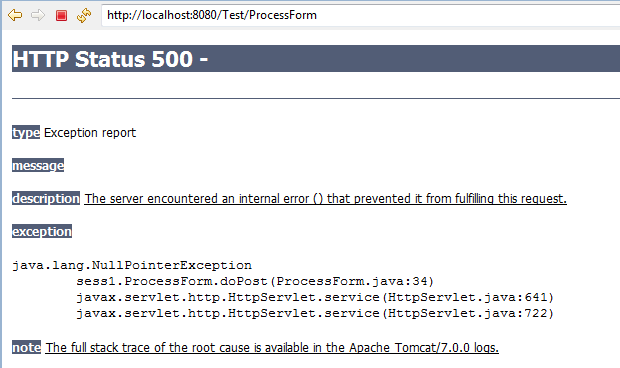 http://localhost:8080/Test/ProcessForm
HTTP Status 500 -
type Exception report
message
description The server encountered an internal error () that prevented it from fulfilling this request.
exception
java.lang.NullPointerException
sess1.ProcessForm.doPost(ProcessForm.java:34)
javax.servlet.http.HttpServlet.service(HttpServlet.java:641)
javax.servlet.http.HttpServlet.service(HttpServlet.java:722)
note The full stack trace of the root cause is available in the Apache Tomcat/7.0.0 logs.